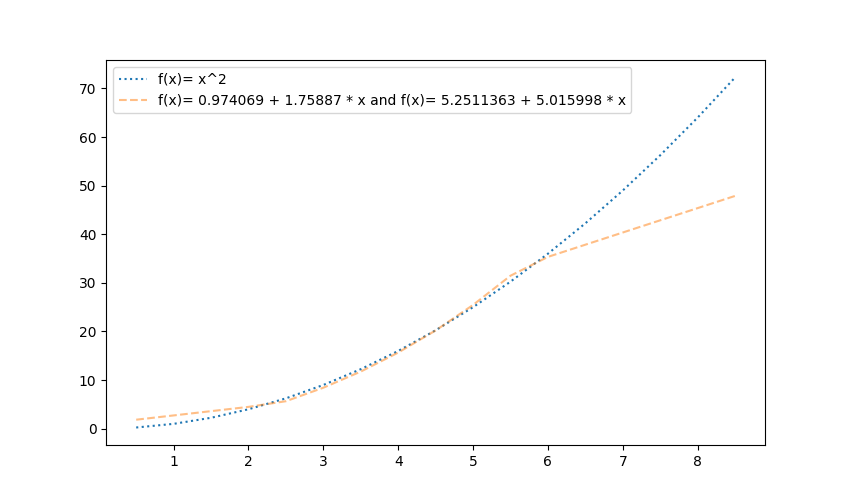 f(x)= x^2
f(x)= 0.974069 + 1.75887 * x and f(x)= 5.2511363 + 5.015998 * x
70
60
50
40
30
20
10
0
1 2 3 4 5 6 7 8